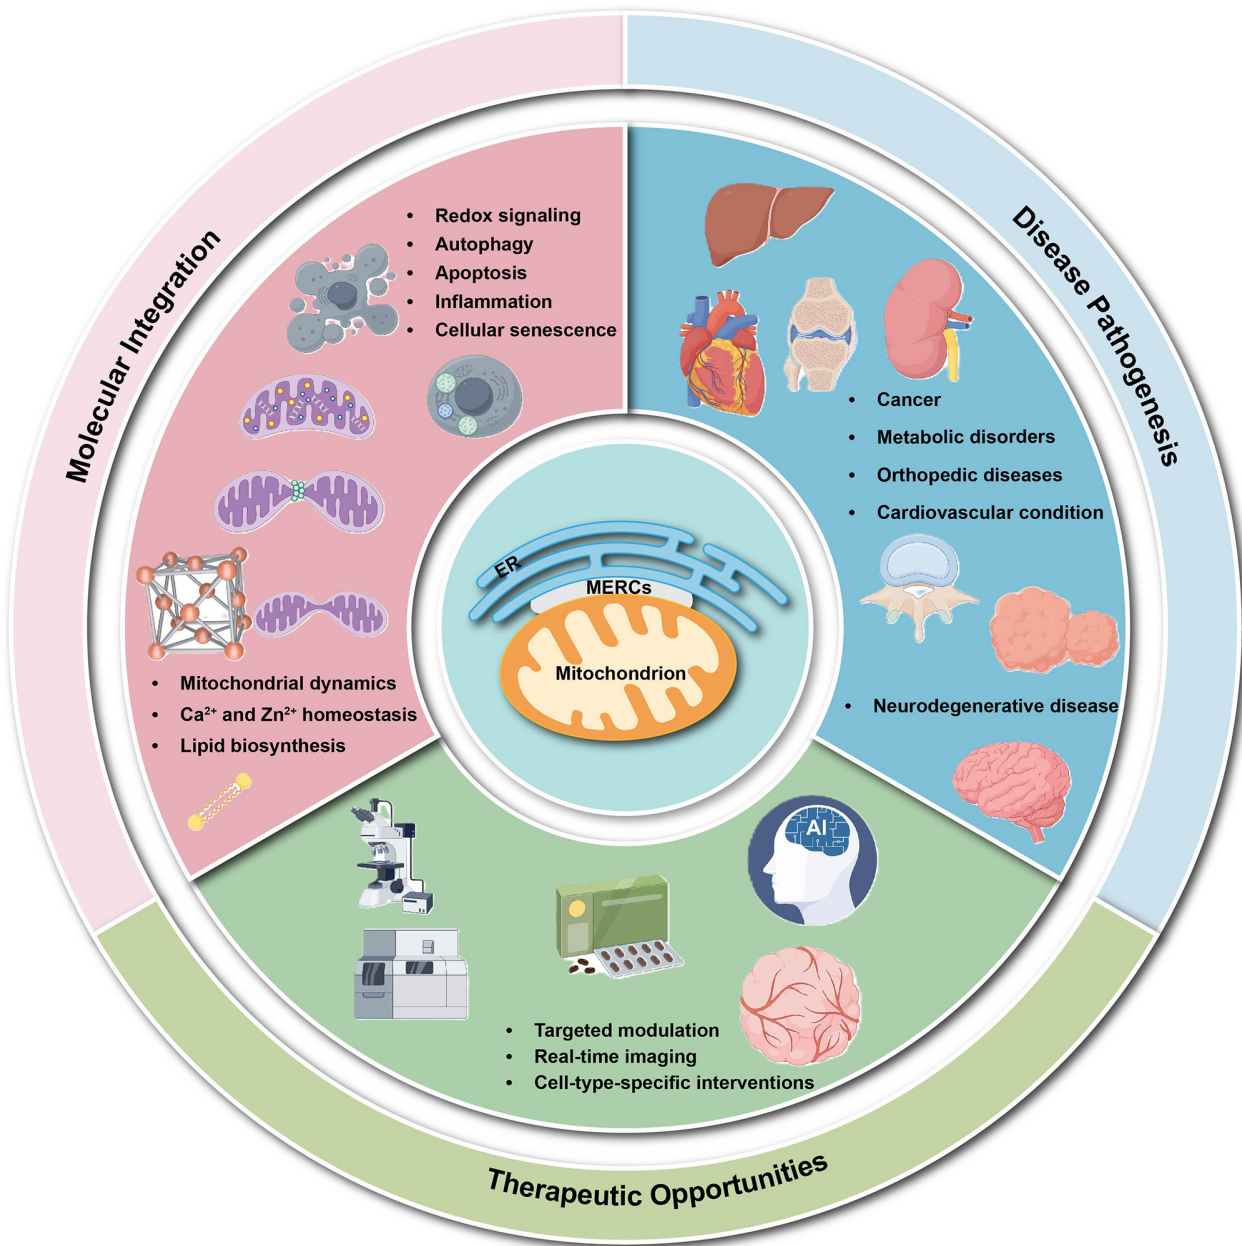 Molecular Integration
• Redox signaling
• Autophagy
• Apoptosis
• Inflammation
• Cellular senescence
• Mitochondrial dynamics
• Ca²⁺ and Zn²⁺ homeostasis
• Lipid biosynthesis
Disease Pathogenesis
• Cancer
• Metabolic disorders
• Orthopedic diseases
• Cardiovascular condition
• Neurodegenerative disease
ER
MERCs
Mitochondrion
AI
• Targeted modulation
• Real-time imaging
• Cell-type-specific interventions
Therapeutic Opportunities